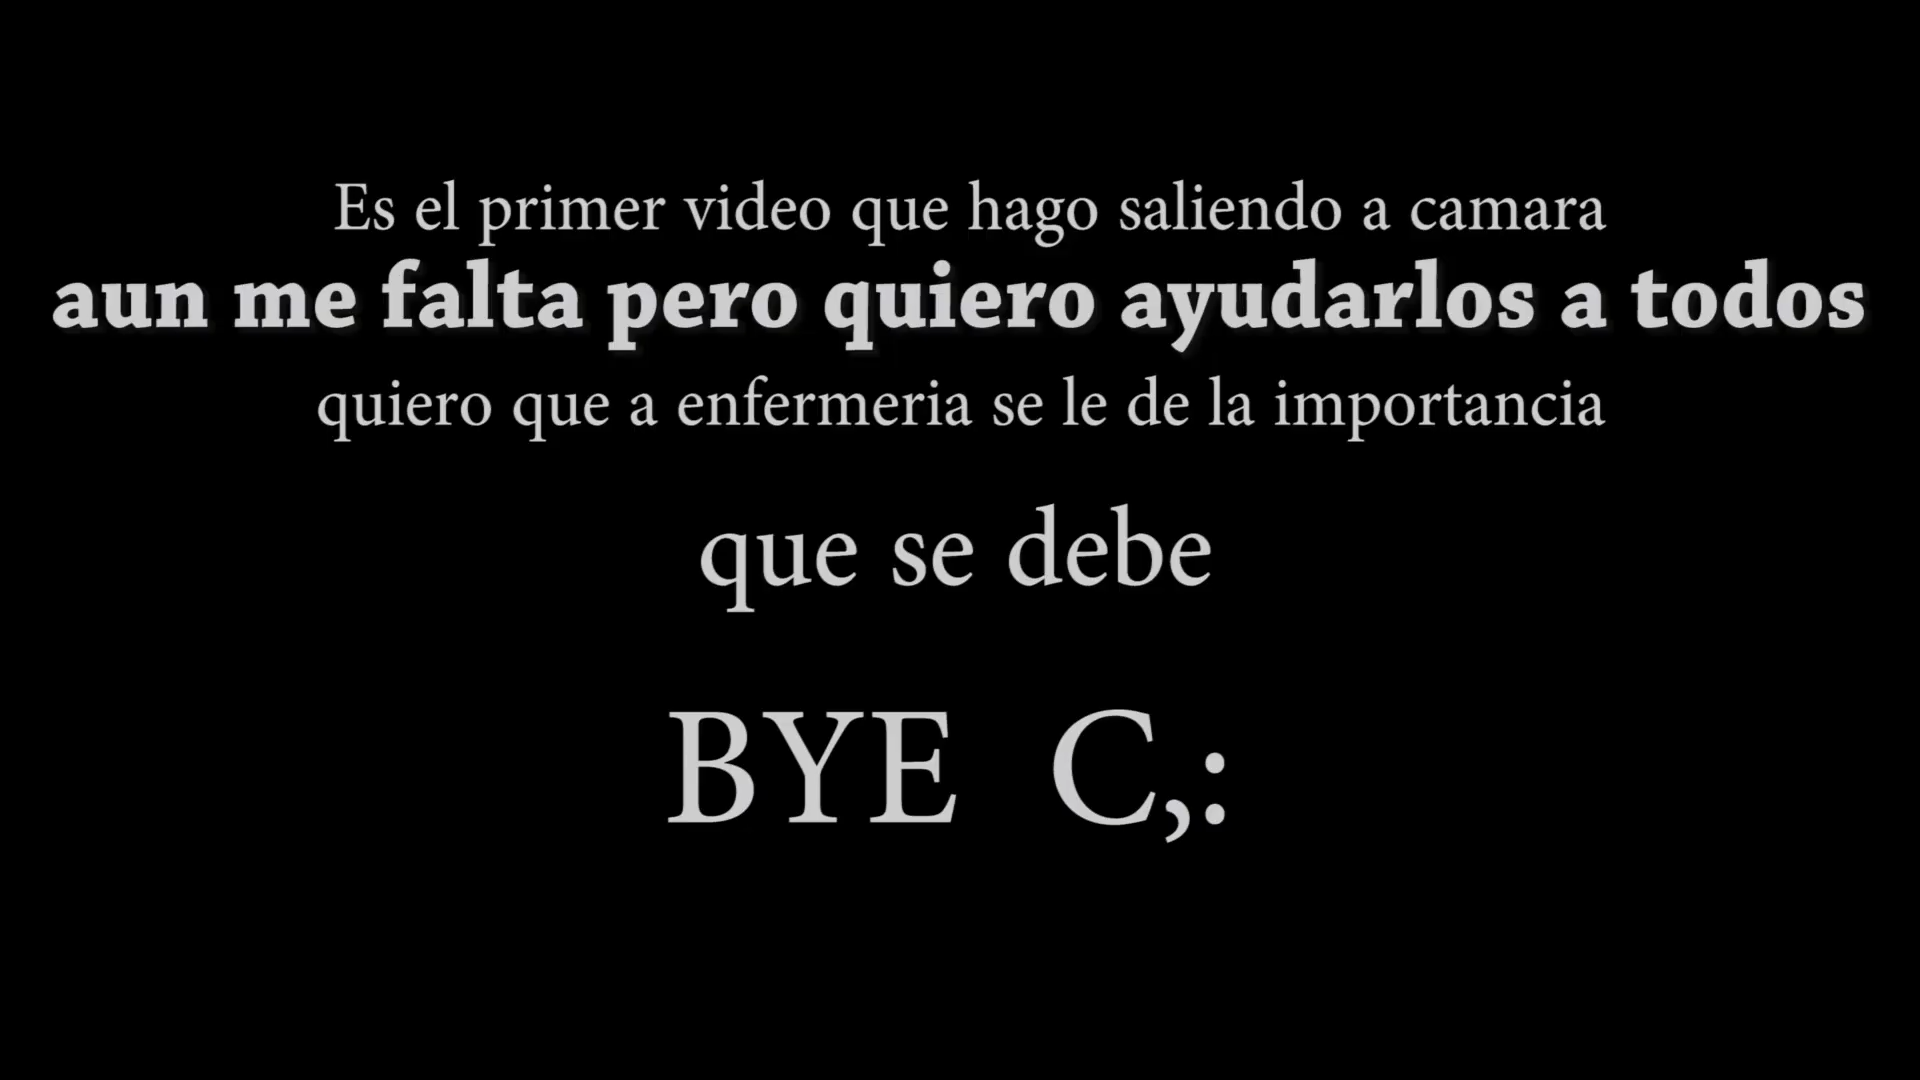 Es el primer video que hago saliendo a camara
aun me falta pero quiero ayudarlos a todos
quiero que a enfermeria se le de la importancia
que se debe
BYE C,: